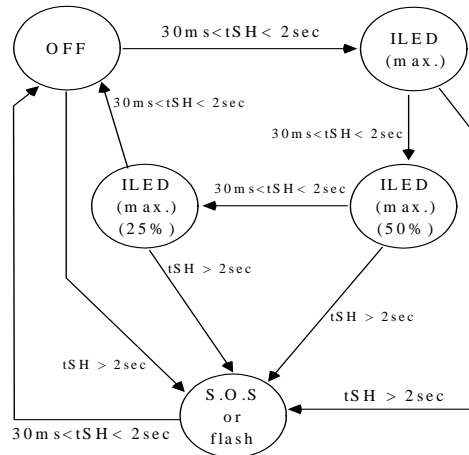 30ms<tSH< 2sec
OFF
ILED
(max.)
30ms<tSH< 2sec
30ms<tSH< 2sec
ILED
(max.)
(25%)
30ms<tSH< 2sec
ILED
(max.)
(50%)
tSH > 2sec
tSH > 2sec
tSH > 2sec
S.O.S
or
flash
tSH > 2sec
30ms<tSH< 2sec